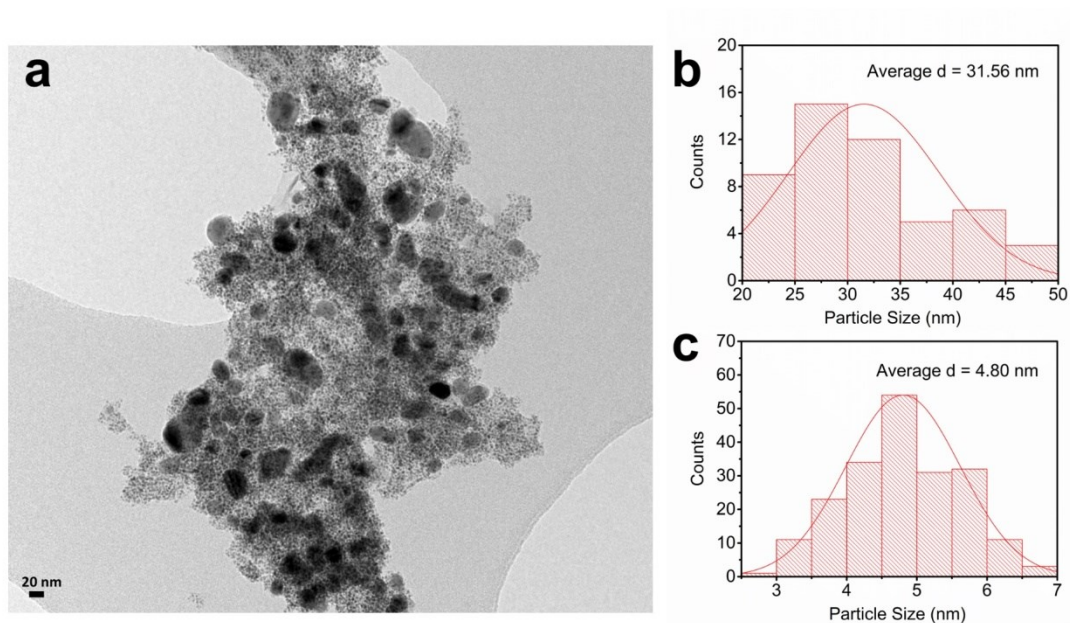 a
20 nm
b
Average d = 31.56 nm
Counts
20
16
12
8
4
0
20 25 30 35 40 45 50
Particle Size (nm)
c
Average d = 4.80 nm
Counts
70
60
50
40
30
20
10
0
3 4 5 6 7
Particle Size (nm)